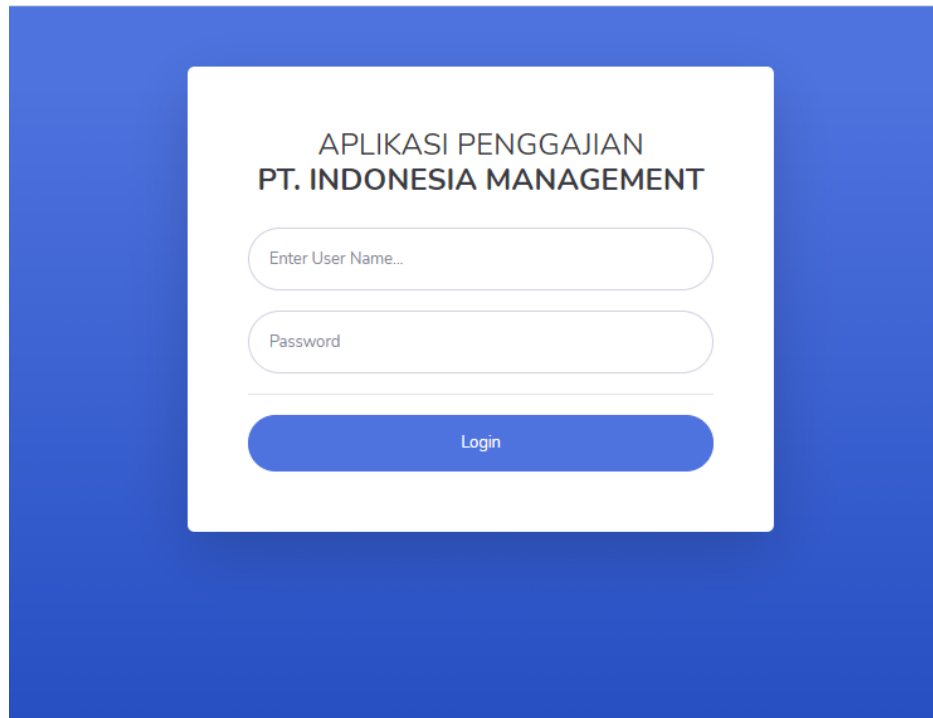 APLIKASI PENGGAJIAN
PT. INDONESIA MANAGEMENT
Enter User Name...
Password
Login